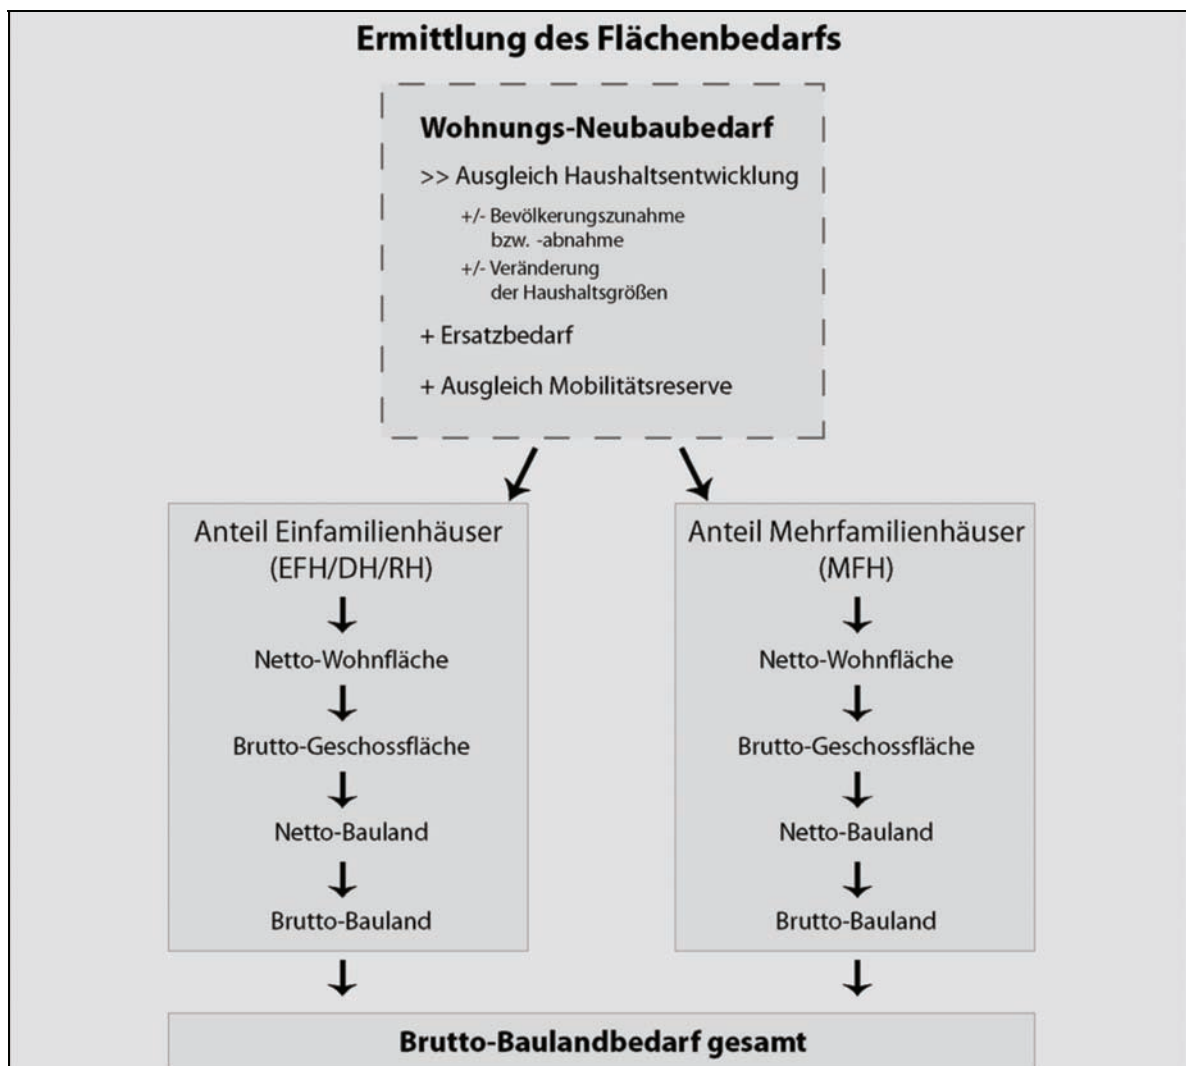 Ermittlung des Flächenbedarfs
Wohnungs-Neubaubedarf
>> Ausgleich Haushaltsentwicklung
+/- Bevölkerungszunahme
bzw. -abnahme
+/- Veränderung
der Haushaltsgrößen
+ Ersatzbedarf
+ Ausgleich Mobilitätsreserve
Anteil Einfamilienhäuser
(EFH/DH/RH)
Netto-Wohnfläche
Brutto-Geschossfläche
Netto-Bauland
Brutto-Bauland
Anteil Mehrfamilienhäuser
(MFH)
Netto-Wohnfläche
Brutto-Geschossfläche
Netto-Bauland
Brutto-Bauland
Brutto-Baulandbedarf gesamt